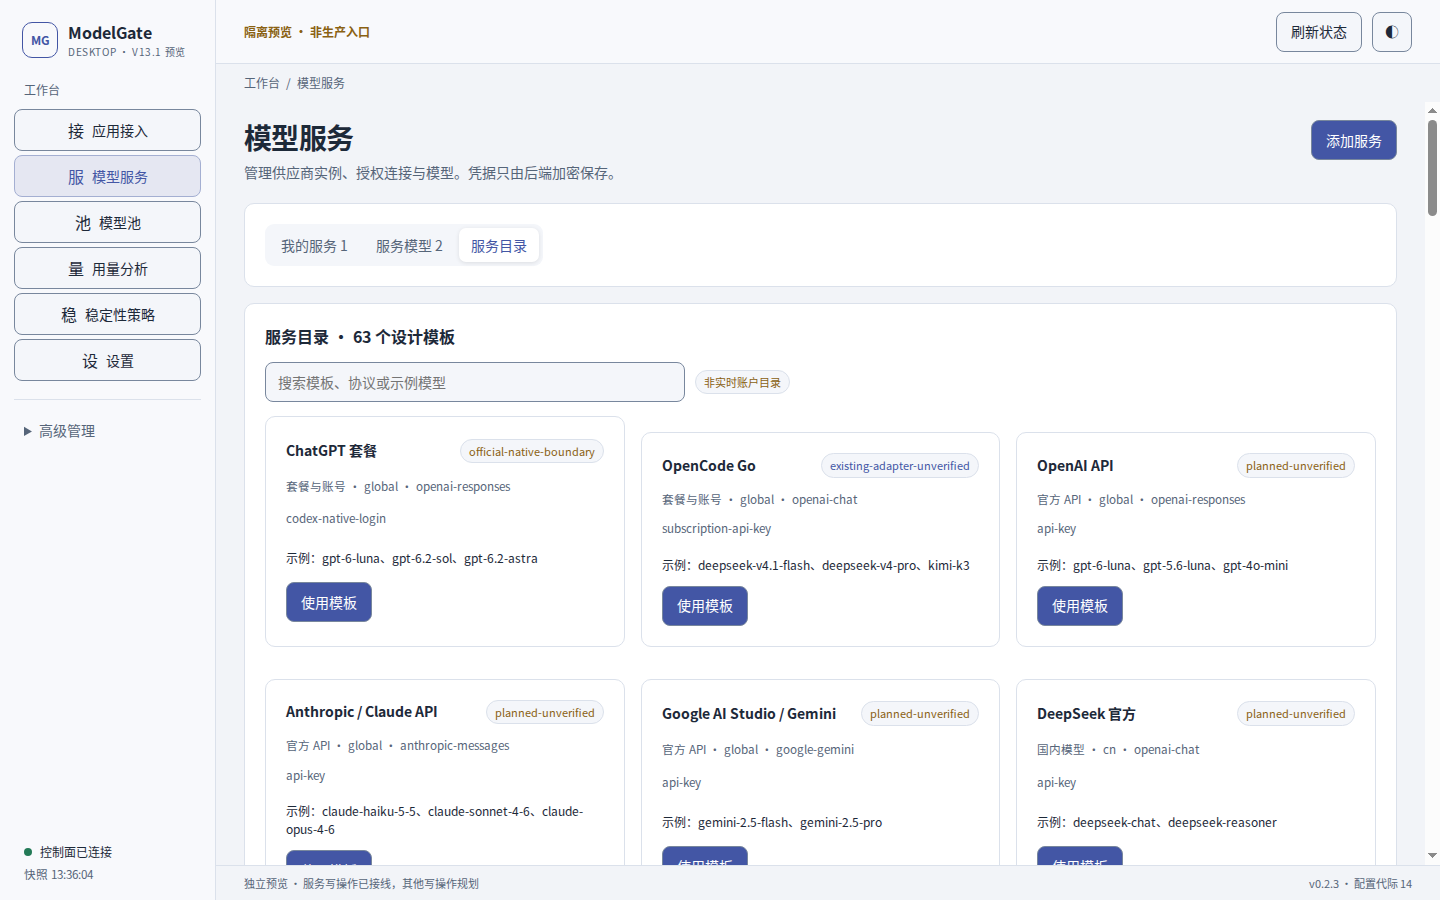 MG
ModelGate
DESKTOP · V13.1 预览
工作台
接 应用接入
服 模型服务
池 模型池
量 用量分析
稳 稳定性策略
设 设置
高级管理
控制面已连接
快照 13:36:04
隔离预览 · 非生产入口
刷新状态
工作台 / 模型服务
模型服务
管理供应商实例、授权连接与模型。凭据只由后端加密保存。
添加服务
我的服务 1 服务模型 2 服务目录
服务目录 · 63 个设计模板
搜索模板、协议或示例模型
非实时账户目录
ChatGPT 套餐
official-native-boundary
套餐与账号 · global · openai-responses
codex-native-login
示例：gpt-6-luna、gpt-6.2-sol、gpt-6.2-astra
使用模板
OpenCode Go
existing-adapter-unverified
套餐与账号 · global · openai-chat
subscription-api-key
示例：deepseek-v4.1-flash、deepseek-v4-pro、kimi-k3
使用模板
OpenAI API
planned-unverified
官方 API · global · openai-responses
api-key
示例：gpt-6-luna、gpt-5.6-luna、gpt-4o-mini
使用模板
Anthropic / Claude API
planned-unverified
官方 API · global · anthropic-messages
api-key
示例：claude-haiku-5-5、claude-sonnet-4-6、claude-
opus-4-6
Google AI Studio / Gemini
planned-unverified
官方 API · global · google-gemini
api-key
示例：gemini-2.5-flash、gemini-2.5-pro
使用模板
DeepSeek 官方
planned-unverified
国内模型 · cn · openai-chat
api-key
示例：deepseek-chat、deepseek-reasoner
使用模板
独立预览 · 服务写操作已接线，其他写操作规划
v0.2.3 · 配置代际 14